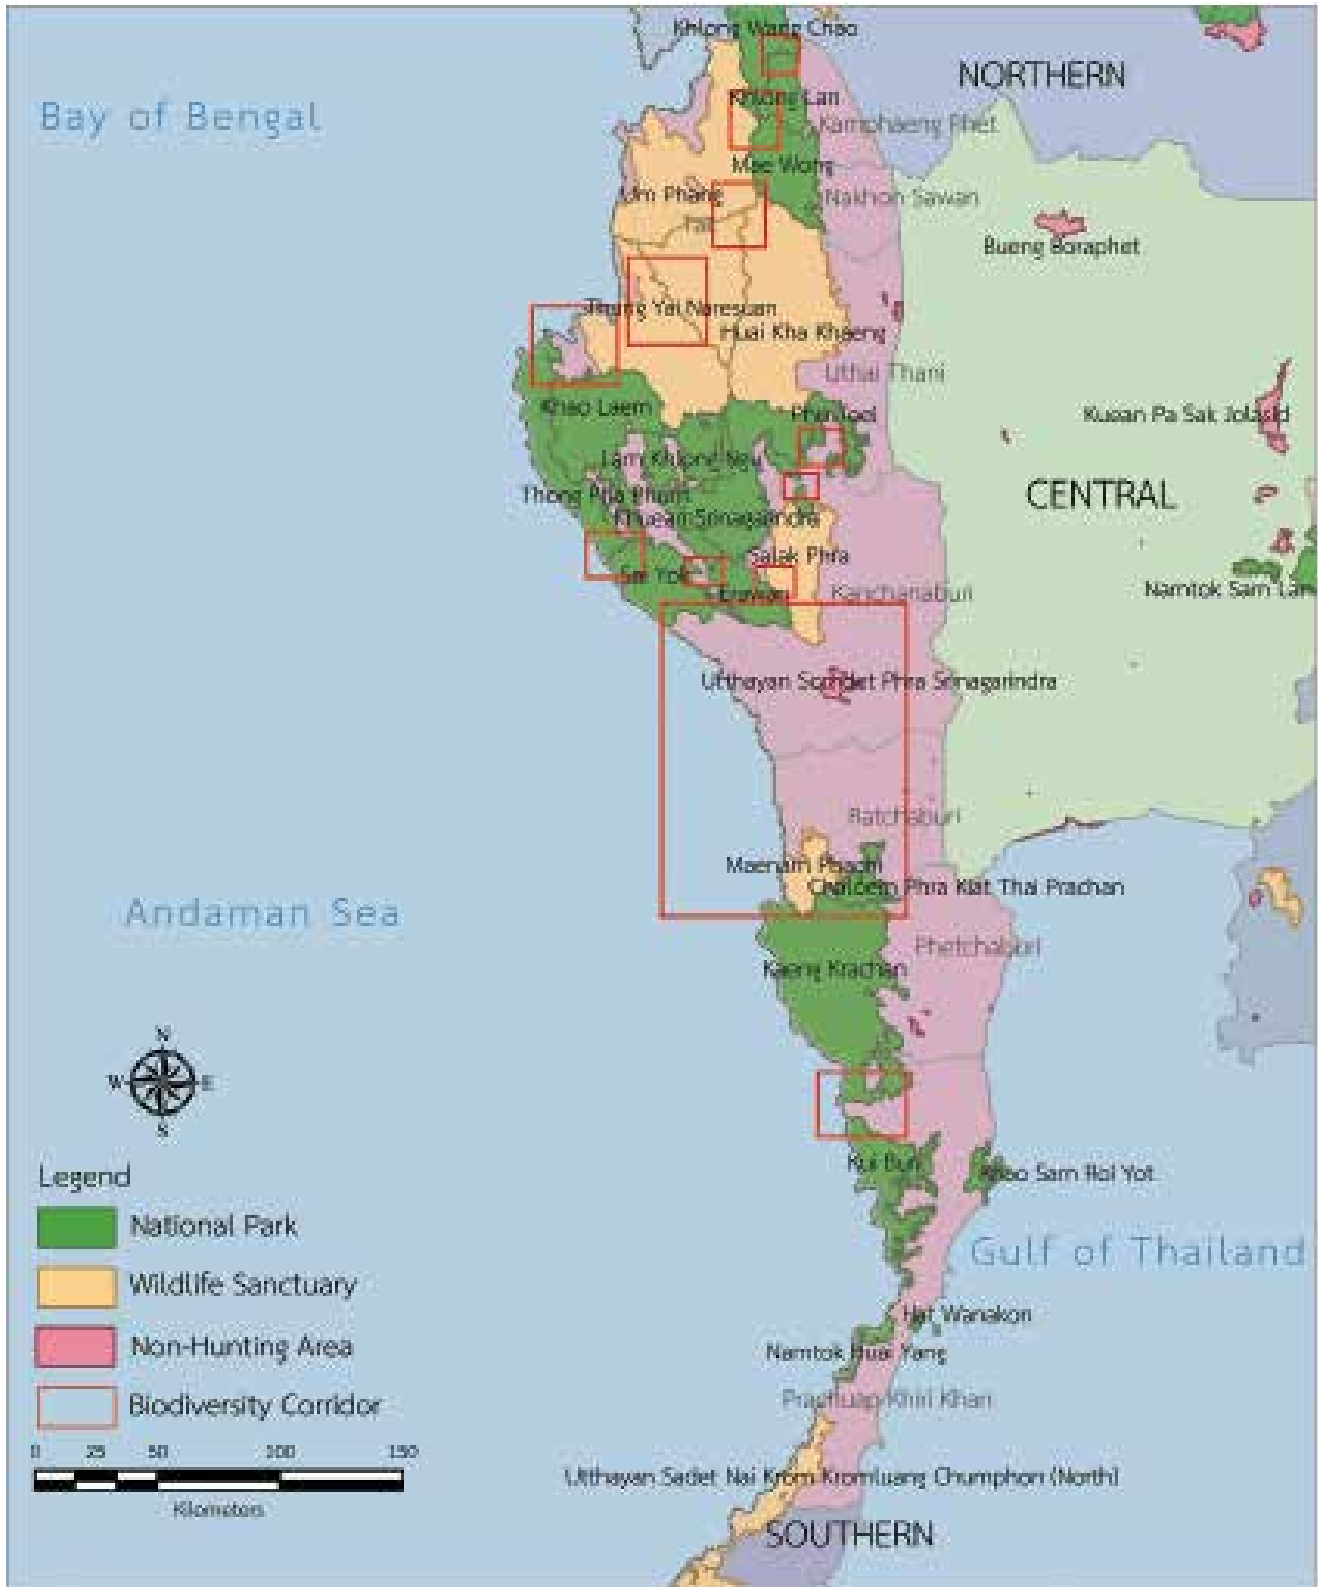 Khlong Wang Chao
NORTHERN
Bay of Bengal
Khlong Lan
Kamphaeng Phet
Mae Wong
Um Phang
Nakhon Sawan
Tak
Bueng Boraphet
Thung Yai Naresuan
Huai Kha Khaeng
Uthai Thani
Khao Laem
Phu Toei
Kuean Pa Sak Jolasid
Lam Khlong Ngu
Thong Pha Phum
CENTRAL
Khuean Srinagarindra
Salak Phra
Sai Yok
Erawan
Kanchanaburi
Namtok Sam Lan
Utthayan Somdet Phra Srinagarindra
Ratchaburi
Maenam Phachi
Chaloem Phra Kiat Thai Prachan
Andaman Sea
Phetchaburi
Kaeng Krachan
N
W
E
S
Legend
National Park
Wildlife Sanctuary
Non-Hunting Area
Biodiversity Corridor
0 25 50 100 150
Kilometers
Kui Buri
Khao Sam Roi Yot
Gulf of Thailand
Hat Wanakon
Namtok Huai Yang
Prachuap Khiri Khan
Utthayan Sadet Nai Krom Kromluang Chumphon (North)
SOUTHERN